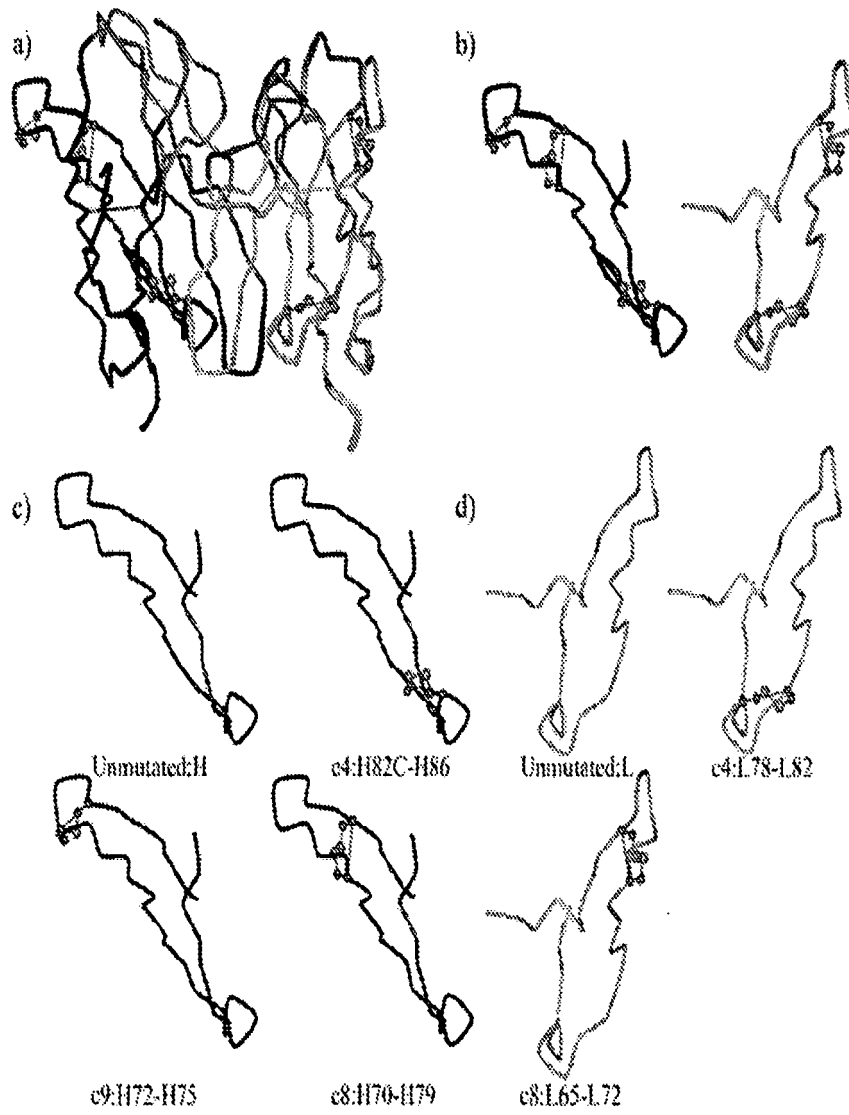 a) b)
c) d)
Unmutated:H c4:H82C-H86 Unmutated:L c4:L78-L82
c9:H72-H75 c8:H70-H79 c8:L65-L72